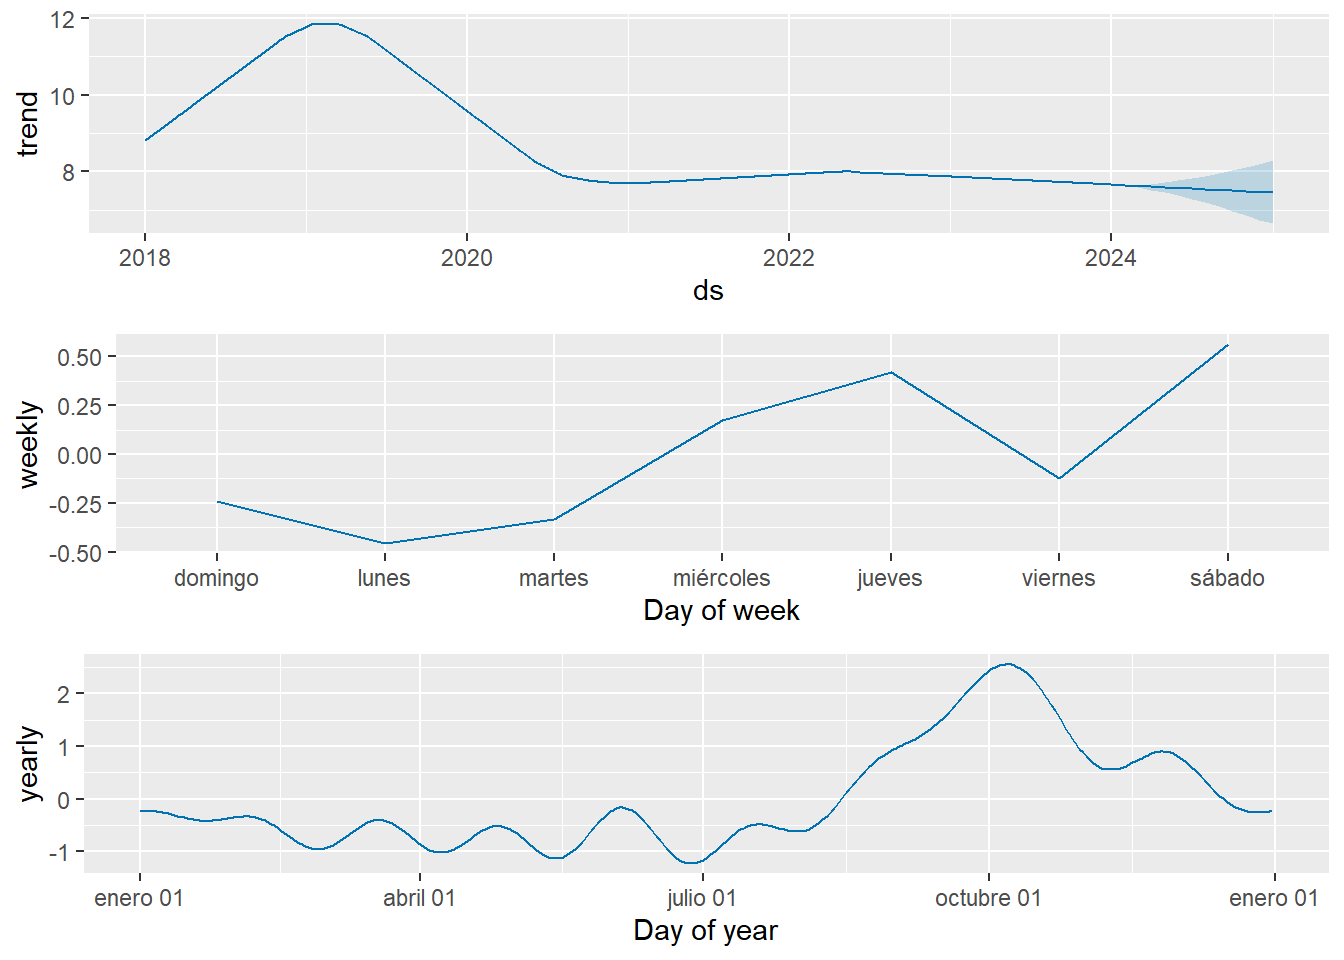 12
10
8
trend
2018 2020 2022 2024
ds
0.50
0.25
0.00
-0.25
-0.50
weekly
domingo lunes martes miércoles jueves viernes sábado
Day of week
2
1
0
-1
yearly
enero 01 abril 01 julio 01 octubre 01 enero 01
Day of year